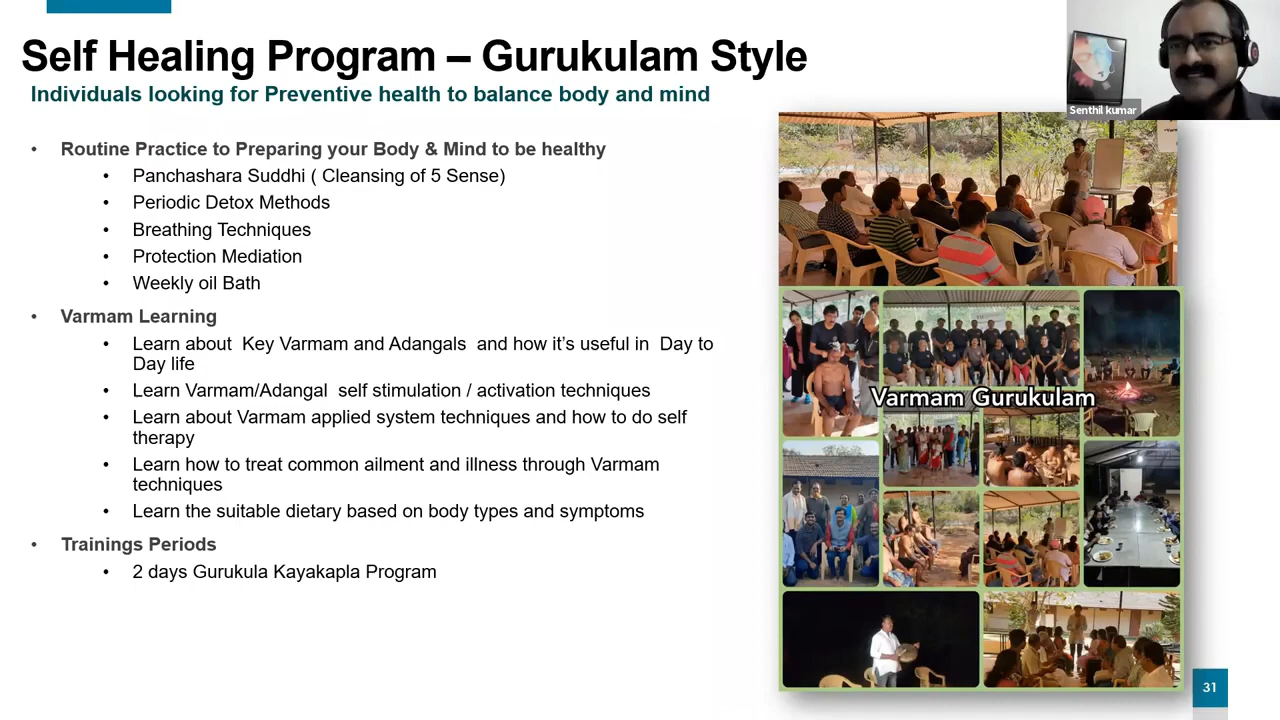 Self Healing Program – Gurukulam Style
Individuals looking for Preventive health to balance body and mind
Senthil kumar
• Routine Practice to Preparing your Body & Mind to be healthy
• Panchashara Suddhi ( Cleansing of 5 Sense)
• Periodic Detox Methods
• Breathing Techniques
• Protection Mediation
• Weekly oil Bath
• Varmam Learning
• Learn about Key Varmam and Adangals and how it’s useful in Day to
Day life
• Learn Varmam/Adangal self stimulation / activation techniques
• Learn about Varmam applied system techniques and how to do self
therapy
• Learn how to treat common ailment and illness through Varmam
techniques
• Learn the suitable dietary based on body types and symptoms
• Trainings Periods
• 2 days Gurukula Kayakapla Program
Varmam Gurukulam
31